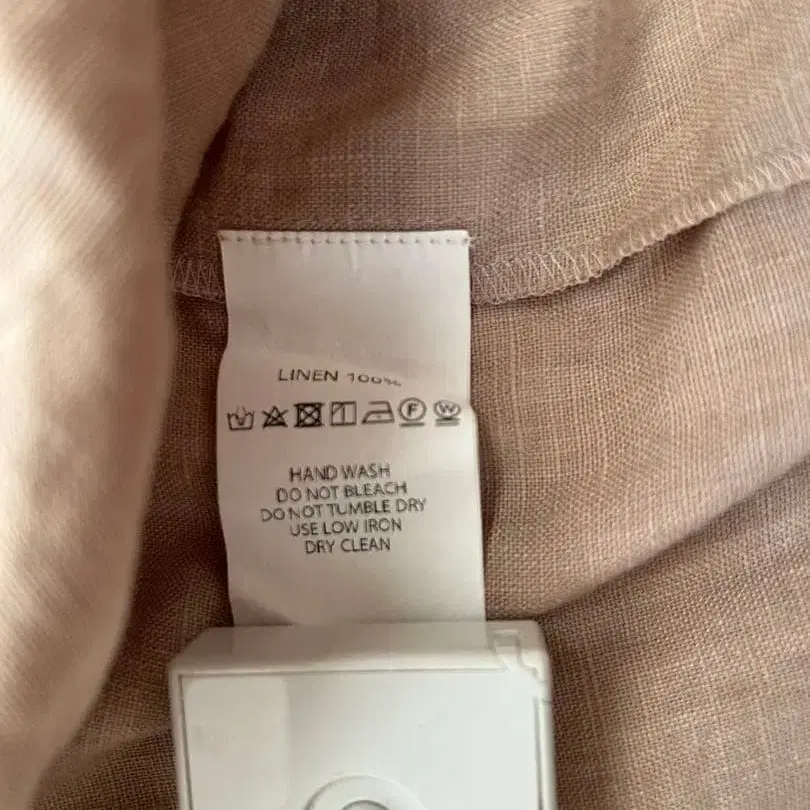 LINEN 100%
F W
HAND WASH
DO NOT BLEACH
DO NOT TUMBLE DRY
USE LOW IRON
DRY CLEAN